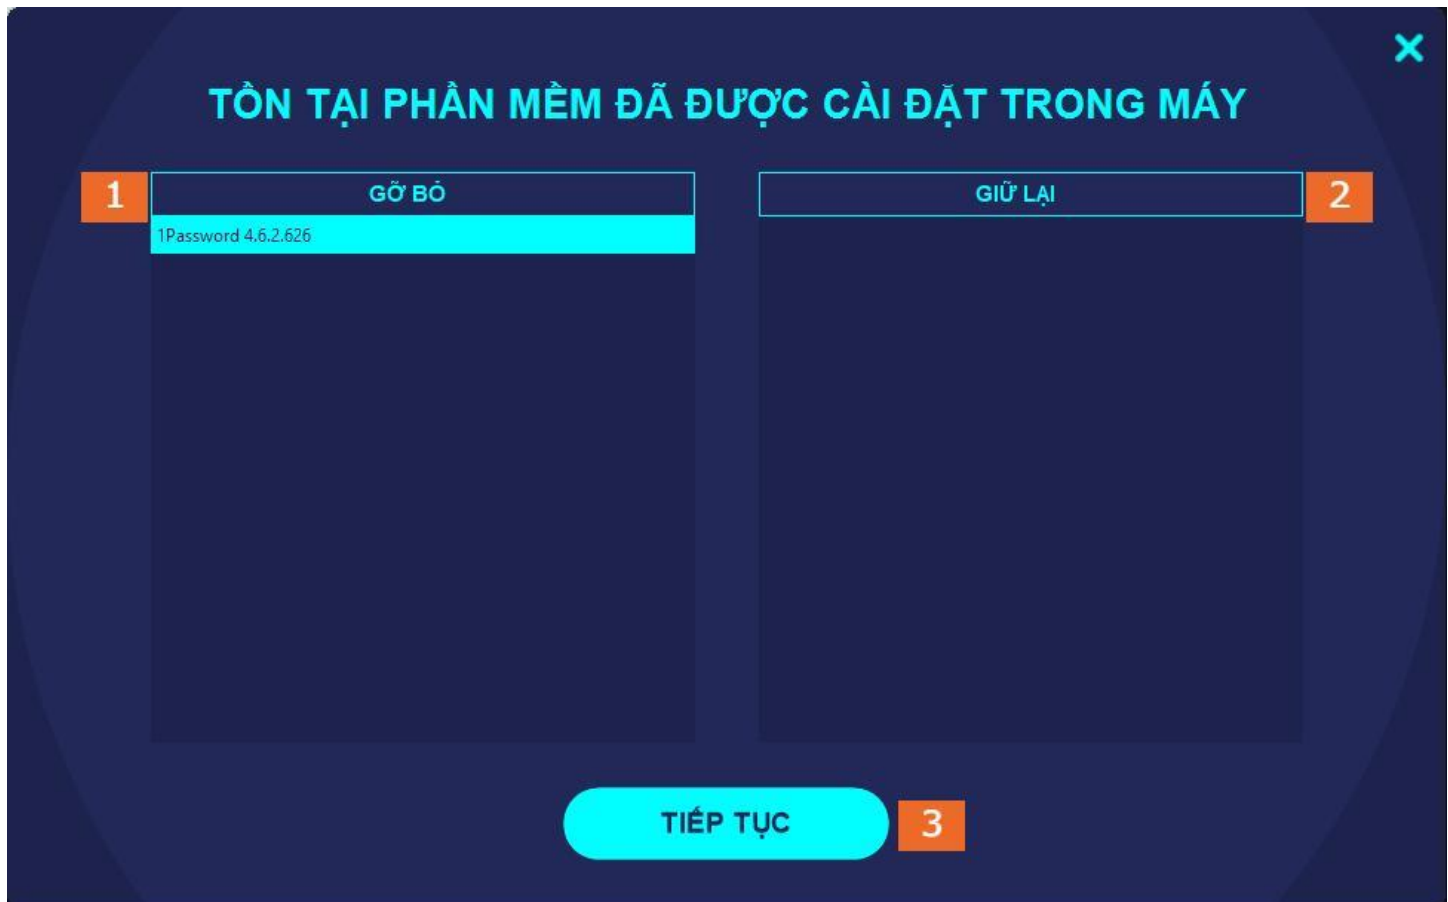 TỒN TẠI PHẦN MỀM ĐÃ ĐƯỢC CÀI ĐẶT TRONG MÁY
1
GỠ BỎ
GIỮ LẠI
2
1Password 4.6.2.626
TIẾP TỤC
3